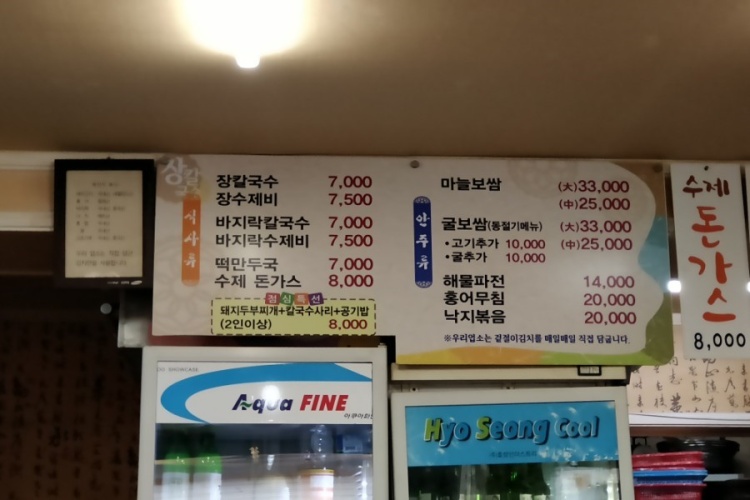 상칼
식사류
장칼국수 7,000
장수제비 7,500
바지락칼국수 7,000
바지락수제비 7,500
떡만두국 7,000
수제 돈가스 8,000
점심특선
돼지두부찌개+칼국수사리+공기밥
(2인이상) 8,000
안주류
마늘보쌈 (大)33,000
(中)25,000
굴보쌈(동절기메뉴) (大)33,000
•고기추가 10,000 (中)25,000
•굴추가 10,000
해물파전 14,000
홍어무침 20,000
낙지볶음 20,000
※우리업소는 겉절이김치를 매일매일 직접 담급니다.
수제
돈가스
8,000
SHOWCASE
Aqua FINE
Hyo Seong Cool